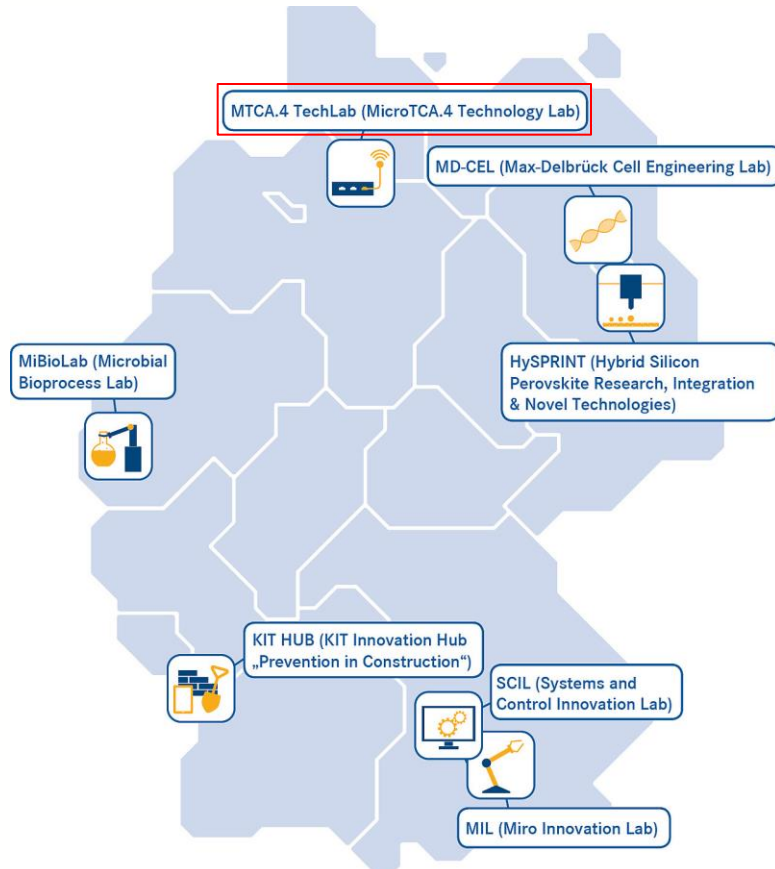 MTCA.4 TechLab (MicroTCA.4 Technology Lab)
MD-CEL (Max-Delbrück Cell Engineering Lab)
MiBioLab (Microbial
Bioprocess Lab)
HySPRINT (Hybrid Silicon
Perovskite Research, Integration
& Novel Technologies)
KIT HUB (KIT Innovation Hub
„Prevention in Construction“)
SCIL (Systems and
Control Innovation Lab)
MIL (Miro Innovation Lab)